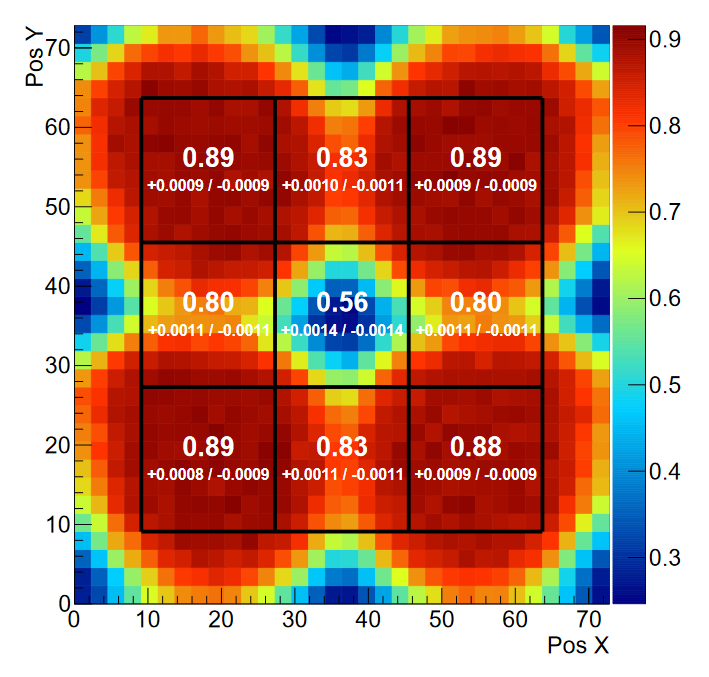 Pos Y
70
60
50
40
30
20
10
0
0.89
+0.0009 / -0.0009
0.83
+0.0010 / -0.0011
0.89
+0.0009 / -0.0009
0.80
+0.0011 / -0.0011
0.56
+0.0014 / -0.0014
0.80
+0.0011 / -0.0011
0.89
+0.0008 / -0.0009
0.83
+0.0011 / -0.0011
0.88
+0.0009 / -0.0009
0 10 20 30 40 50 60 70
Pos X
0.9
0.8
0.7
0.6
0.5
0.4
0.3